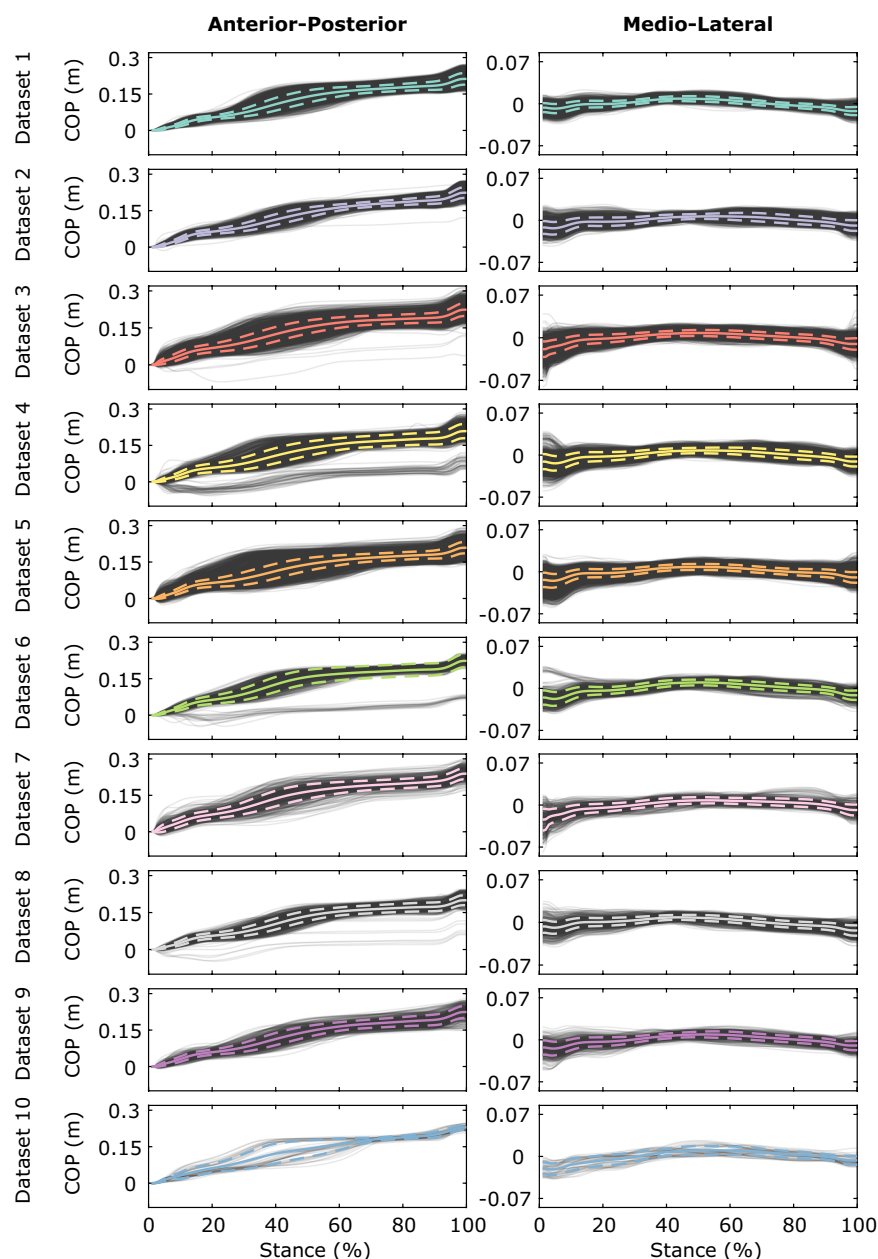 Anterior-Posterior Medio-Lateral
Dataset 1 COP (m) 0.3 0.15 0 0.07 0 -0.07
Dataset 2 COP (m) 0.3 0.15 0 0.07 0 -0.07
Dataset 3 COP (m) 0.3 0.15 0 0.07 0 -0.07
Dataset 4 COP (m) 0.3 0.15 0 0.07 0 -0.07
Dataset 5 COP (m) 0.3 0.15 0 0.07 0 -0.07
Dataset 6 COP (m) 0.3 0.15 0 0.07 0 -0.07
Dataset 7 COP (m) 0.3 0.15 0 0.07 0 -0.07
Dataset 8 COP (m) 0.3 0.15 0 0.07 0 -0.07
Dataset 9 COP (m) 0.3 0.15 0 0.07 0 -0.07
Dataset 10 COP (m) 0.3 0.15 0 0.07 0 -0.07
0 20 40 60 80 100 0 20 40 60 80 100
Stance (%) Stance (%)